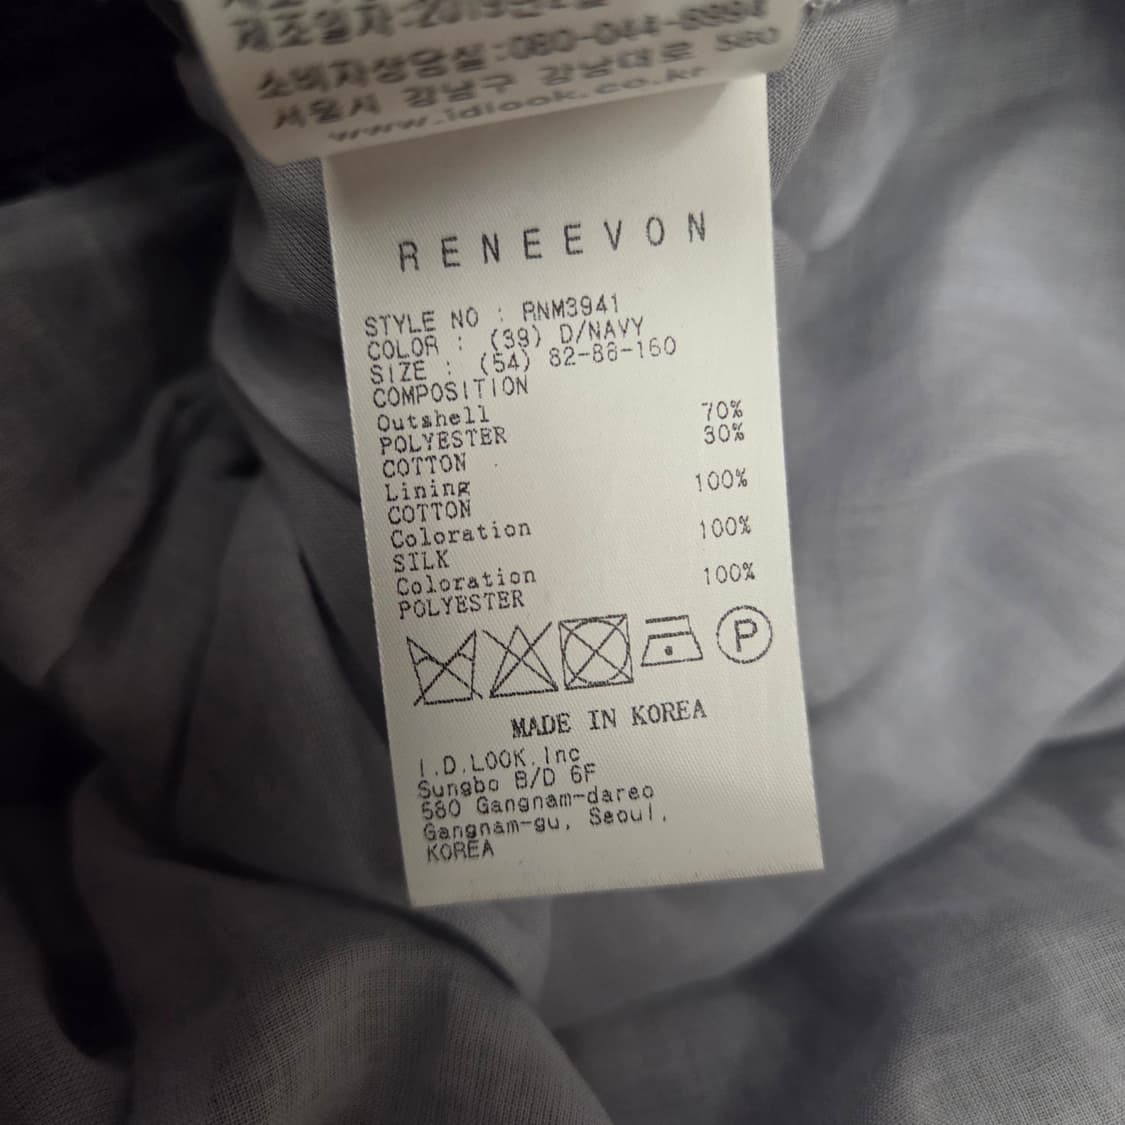 제조일자:2019년2월
소비자상담실:080-044-8994
서울시 강남구 강남대로 580
www.idlook.co.kr
RENEEVON
STYLE NO : RNM3941
COLOR : (39) D/NAVY
SIZE : (54) 82-88-160
COMPOSITION
Outshell
POLYESTER 70%
COTTON 30%
Lining
COTTON 100%
Coloration
SILK 100%
Coloration
POLYESTER 100%
P
MADE IN KOREA
I.D.LOOK.Inc
Sungbo B/D 6F
580 Gangnam-dareo
Gangnam-gu, Seoul,
KOREA